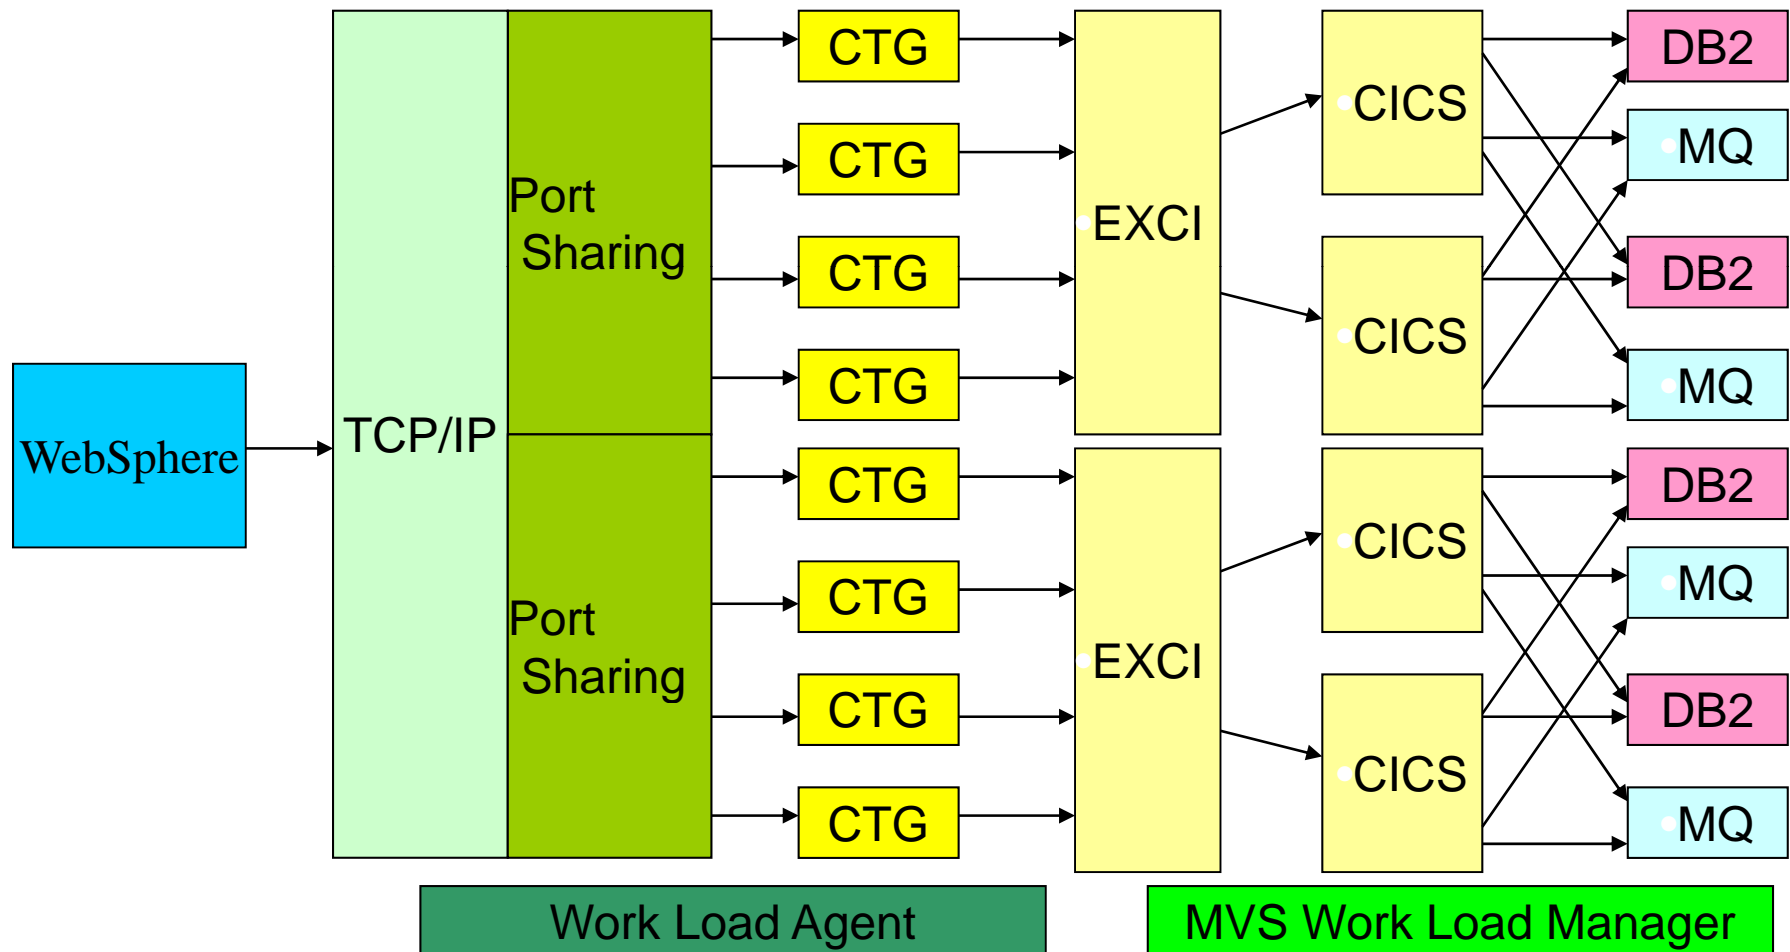 WebSphere
TCP/IP
Port
Sharing
Port
Sharing
CTG
CTG
CTG
CTG
CTG
CTG
CTG
CTG
•EXCI
•EXCI
•CICS
•CICS
•CICS
•CICS
DB2
•MQ
DB2
•MQ
DB2
•MQ
DB2
•MQ
Work Load Agent
MVS Work Load Manager